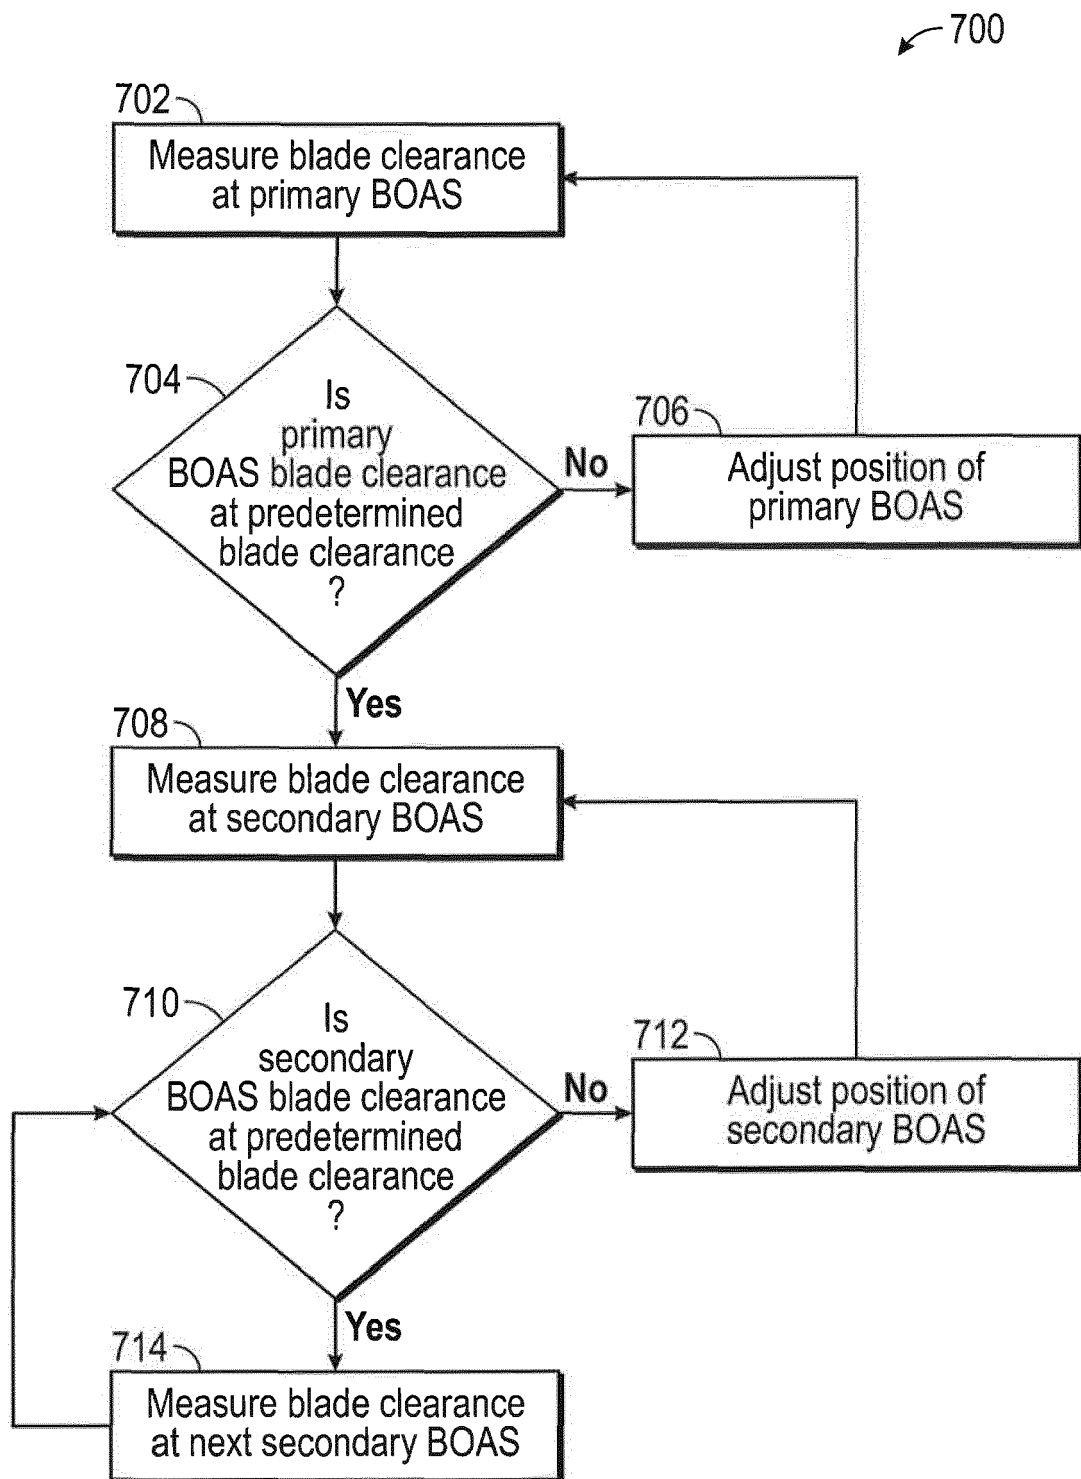 700
702
Measure blade clearance
at primary BOAS
704
Is
primary
BOAS blade clearance
at predetermined
blade clearance
?
No
706
Adjust position of
primary BOAS
Yes
708
Measure blade clearance
at secondary BOAS
710
Is
secondary
BOAS blade clearance
at predetermined
blade clearance
?
No
712
Adjust position of
secondary BOAS
Yes
714
Measure blade clearance
at next secondary BOAS